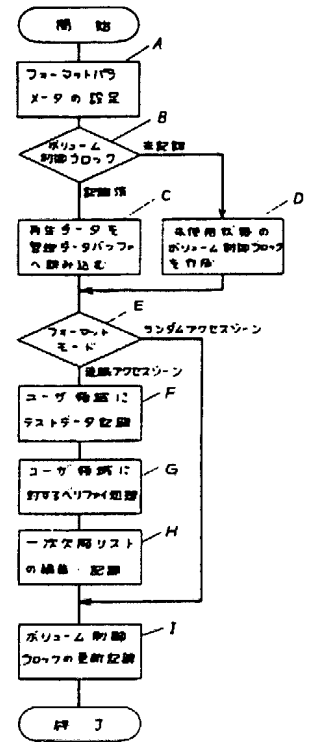 開始
A
フォーマットパラ
メータの設定
B
ボリューム
制御ブロック
未記録
記録済
C
再生データを
管理データバッファ
へ読み込む
D
未使用状態の
ボリューム制御ブロック
を作成
E
フォーマット
モード
ランダムアクセスゾーン
連続アクセスゾーン
ユーザ領域に
テストデータ記録
F
ユーザ領域に
対するベリファイ処理
G
一次欠陥リスト
の編集・記録
H
ボリューム制御
ブロックの更新記録
I
終了